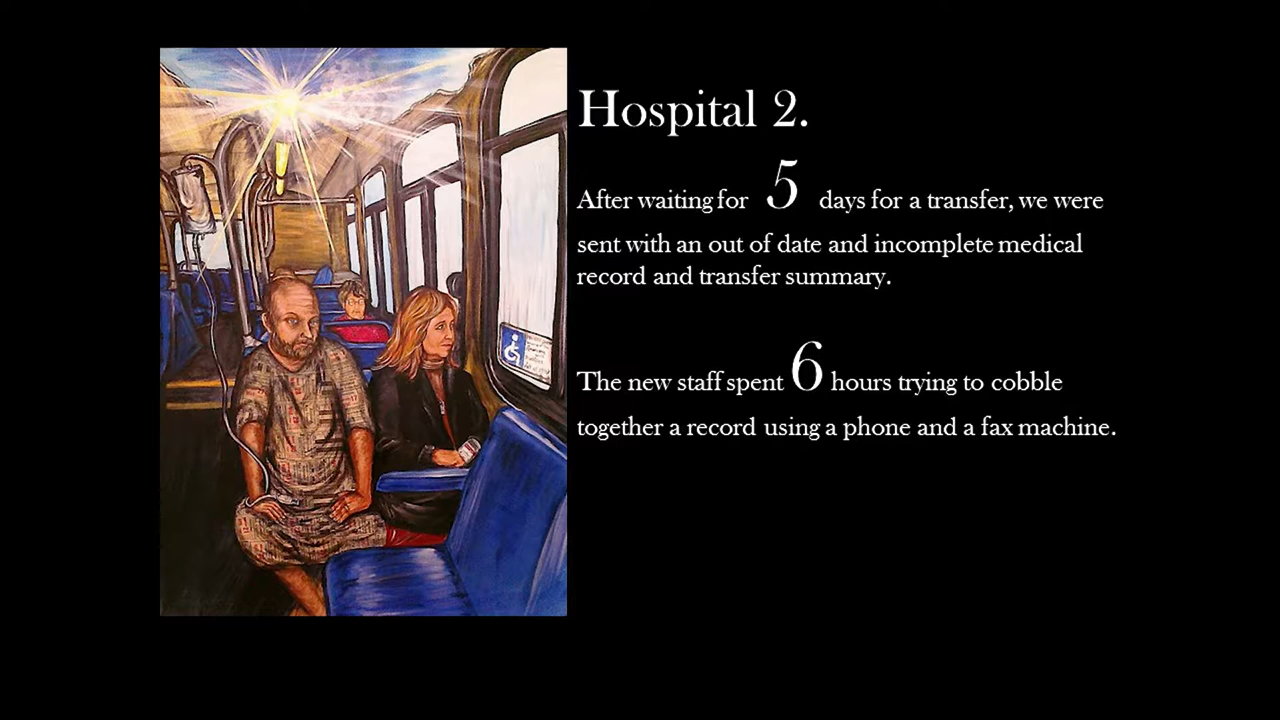 Hospital 2.
After waiting for 5 days for a transfer, we were
sent with an out of date and incomplete medical
record and transfer summary.
The new staff spent 6 hours trying to cobble
together a record using a phone and a fax machine.